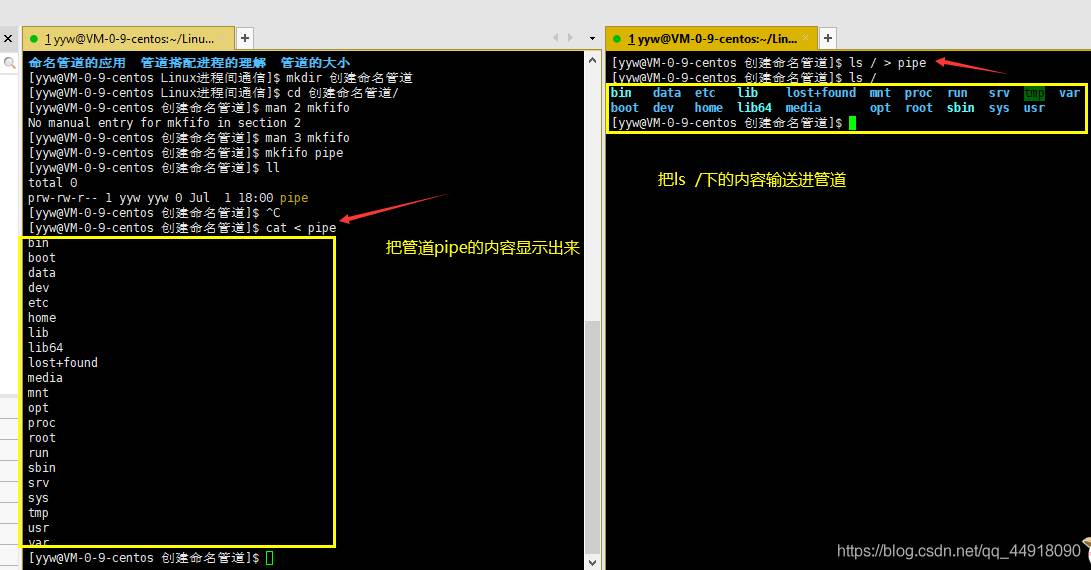 1 yyw@VM-0-9-centos:~/Linu...
命名管道的应用  管道搭配进程的理解  管道的大小
[yyw@VM-0-9-centos Linux进程间通信]$ mkdir 创建命名管道
[yyw@VM-0-9-centos Linux进程间通信]$ cd 创建命名管道/
[yyw@VM-0-9-centos 创建命名管道]$ man 2 mkfifo
No manual entry for mkfifo in section 2
[yyw@VM-0-9-centos 创建命名管道]$ man 3 mkfifo
[yyw@VM-0-9-centos 创建命名管道]$ mkfifo pipe
[yyw@VM-0-9-centos 创建命名管道]$ ll
total 0
prw-rw-r-- 1 yyw yyw 0 Jul  1 18:00 pipe
[yyw@VM-0-9-centos 创建命名管道]$ ^C
[yyw@VM-0-9-centos 创建命名管道]$ cat < pipe
把管道pipe的内容显示出来
bin
boot
data
dev
etc
home
lib
lib64
lost+found
media
mnt
opt
proc
root
run
sbin
srv
sys
tmp
usr
var
[yyw@VM-0-9-centos 创建命名管道]$
1 yyw@VM-0-9-centos:~/Lin...
[yyw@VM-0-9-centos 创建命名管道]$ ls / > pipe
[yyw@VM-0-9-centos 创建命名管道]$ ls /
bin  data  etc  lib  lost+found  mnt  proc  run  srv  tmp  var
boot  dev  home  lib64  media  opt  root  sbin  sys  usr
[yyw@VM-0-9-centos 创建命名管道]$
把ls /下的内容输送进管道
https://blog.csdn.net/qq_44918090